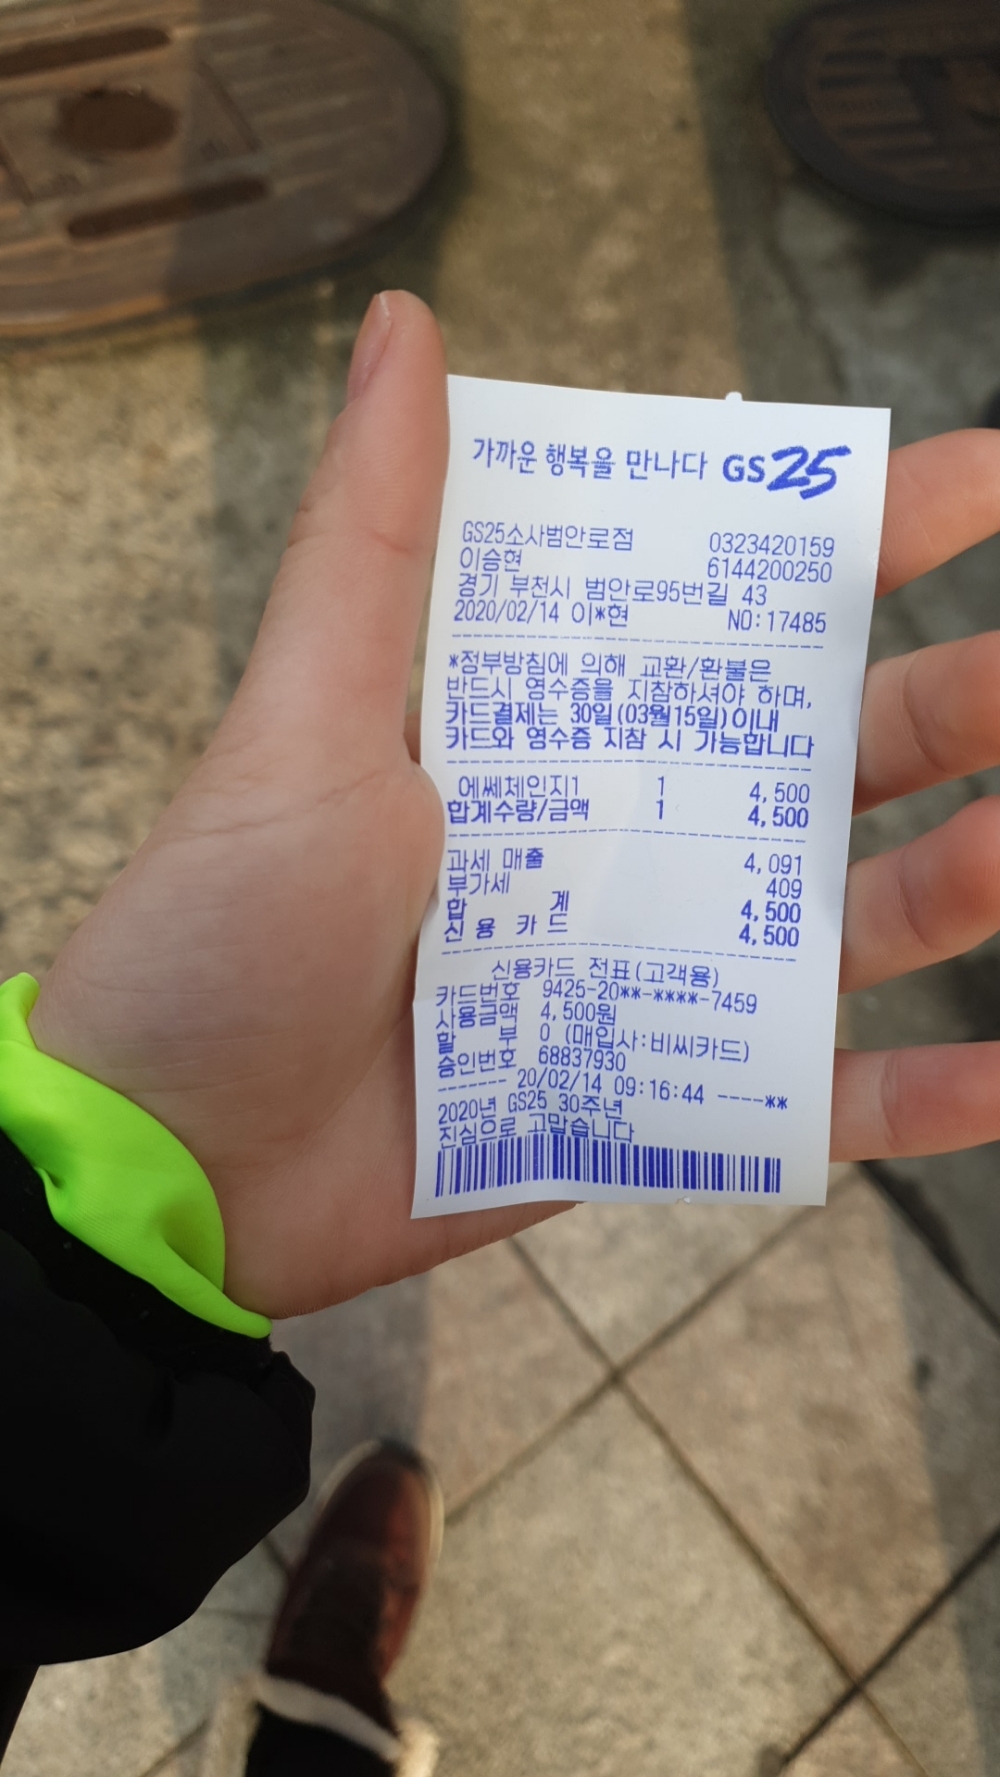 가까운 행복을 만나다 GS25
GS25소사범안로점 0323420159
이승현 6144200250
경기 부천시 범안로95번길 43
2020/02/14 이*현 NO:17485
*정부방침에 의해 교환/환불은
반드시 영수증을 지참하셔야 하며,
카드결제는 30일(03월15일)이내
카드와 영수증 지참 시 가능합니다
에쎄체인지1 1 4,500
합계수량/금액 1 4,500
과세 매출 4,091
부가세 409
합 계 4,500
신 용 카 드 4,500
신용카드 전표(고객용)
카드번호 9425-20**-****-7459
사용금액 4,500원
할 부 0 (매입사:비씨카드)
승인번호 68837930
------- 20/02/14 09:16:44 ----**
2020년 GS25 30주년
진심으로 고맙습니다